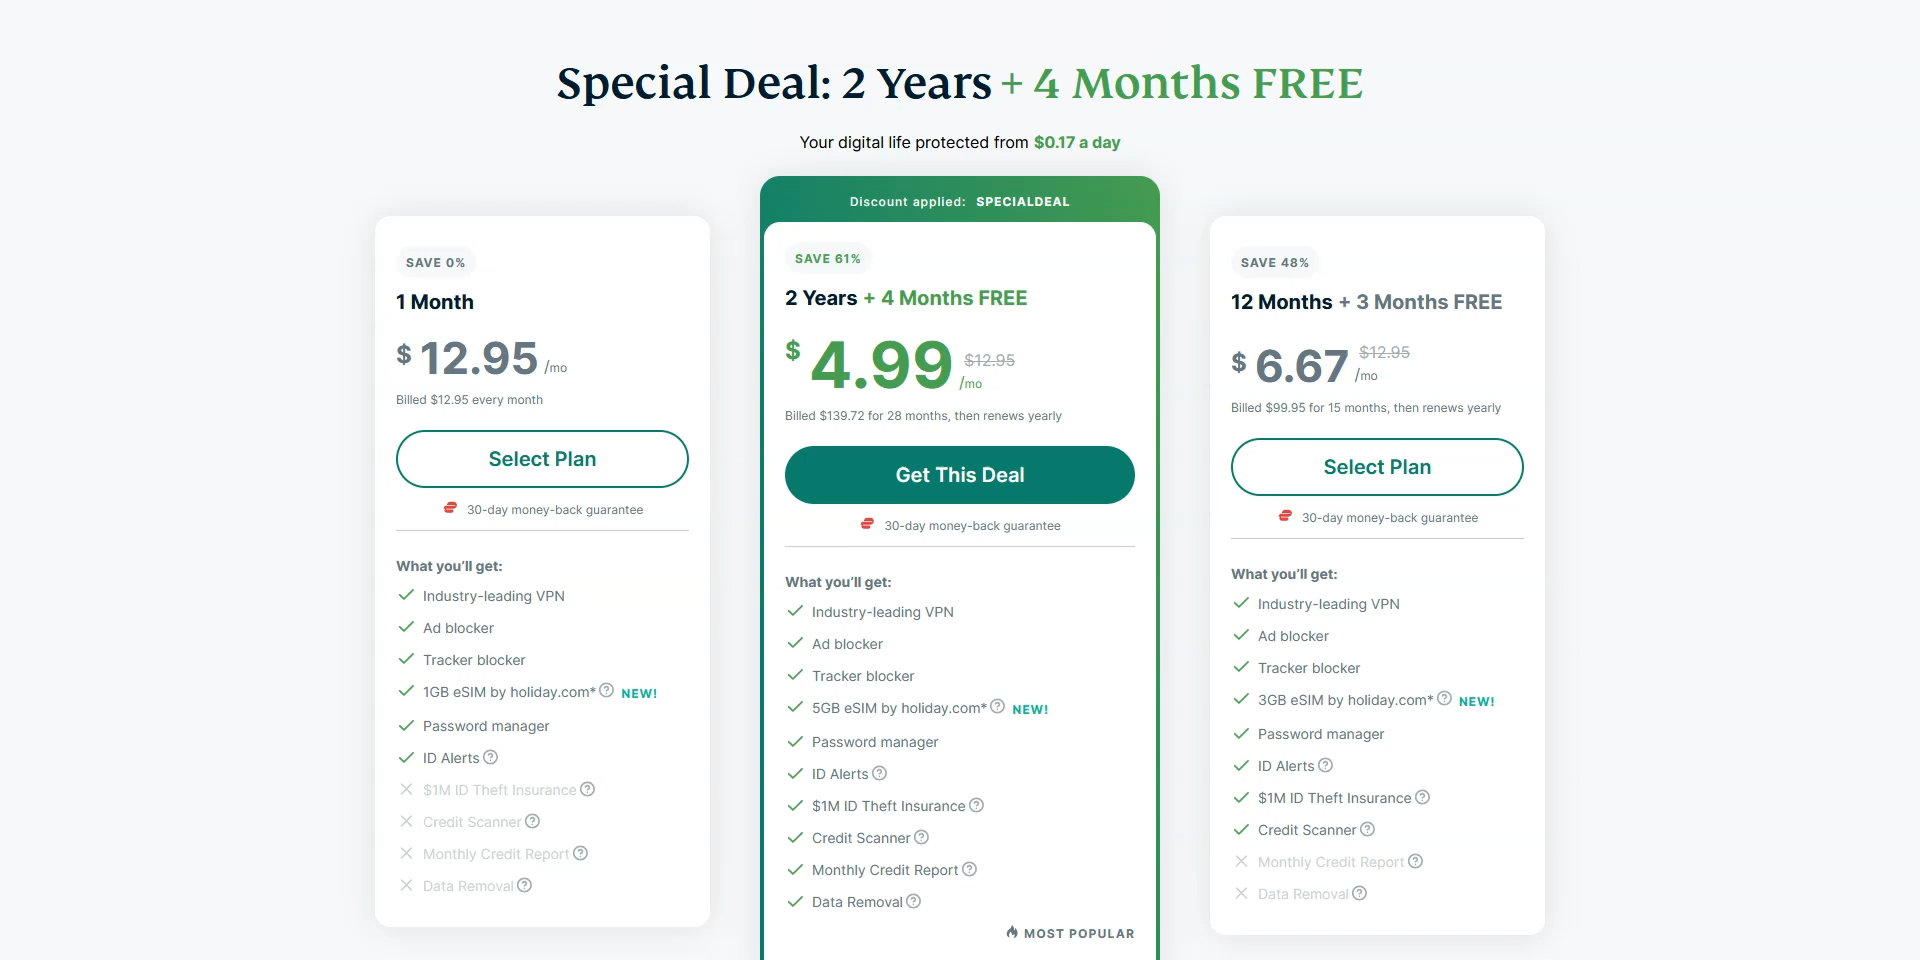 Special Deal: 2 Years + 4 Months FREE
Your digital life protected from $0.17 a day
SAVE 0%
1 Month
$ 12.95 /mo
Billed $12.95 every month
Select Plan
30-day money-back guarantee
What you'll get:
Industry-leading VPN
Ad blocker
Tracker blocker
1GB eSIM by holiday.com* ? NEW!
Password manager
ID Alerts ?
$1M ID Theft Insurance ?
Credit Scanner ?
Monthly Credit Report ?
Data Removal ?
Discount applied: SPECIALDEAL
SAVE 61%
2 Years + 4 Months FREE
$ 4.99 $12.95
/mo
Billed $139.72 for 28 months, then renews yearly
Get This Deal
30-day money-back guarantee
What you'll get:
Industry-leading VPN
Ad blocker
Tracker blocker
5GB eSIM by holiday.com* ? NEW!
Password manager
ID Alerts ?
$1M ID Theft Insurance ?
Credit Scanner ?
Monthly Credit Report ?
Data Removal ?
MOST POPULAR
SAVE 48%
12 Months + 3 Months FREE
$ 6.67 $12.95
/mo
Billed $99.95 for 15 months, then renews yearly
Select Plan
30-day money-back guarantee
What you'll get:
Industry-leading VPN
Ad blocker
Tracker blocker
3GB eSIM by holiday.com* ? NEW!
Password manager
ID Alerts ?
$1M ID Theft Insurance ?
Credit Scanner ?
Monthly Credit Report ?
Data Removal ?